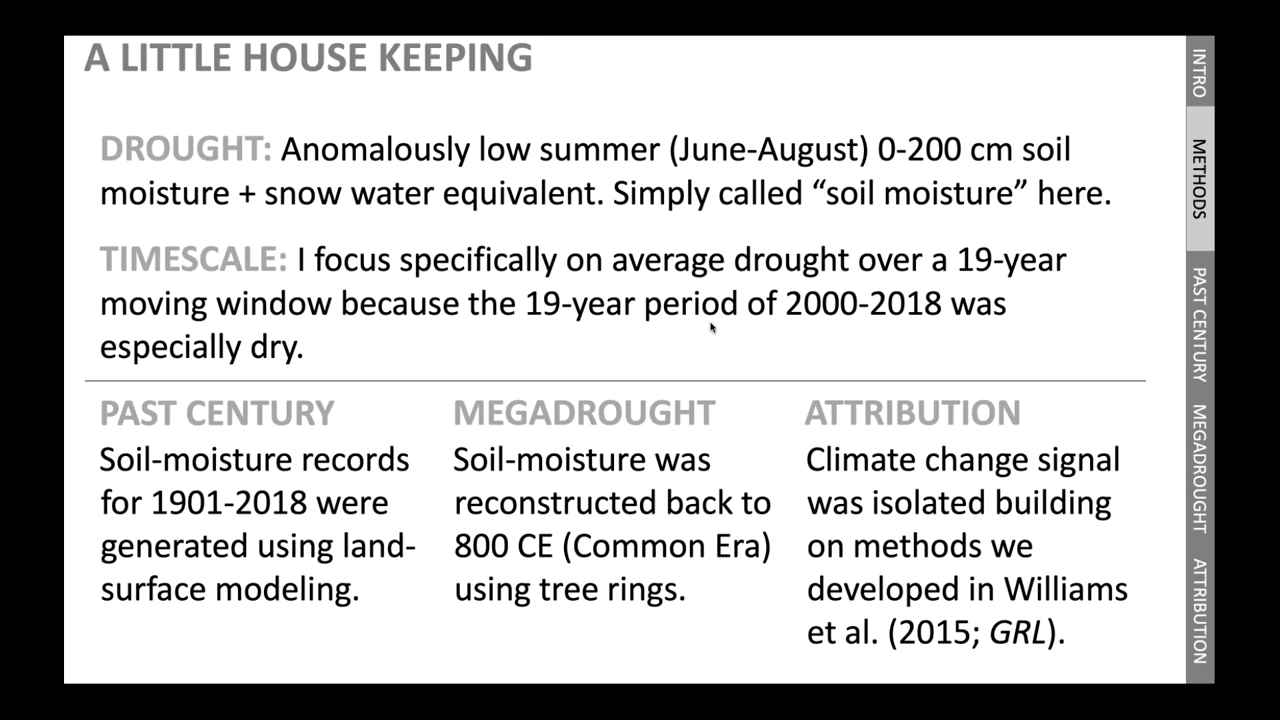 A LITTLE HOUSE KEEPING
DROUGHT: Anomalously low summer (June-August) 0-200 cm soil
moisture + snow water equivalent. Simply called “soil moisture” here.
TIMESCALE: I focus specifically on average drought over a 19-year
moving window because the 19-year period of 2000-2018 was
especially dry.
PAST CENTURY
Soil-moisture records
for 1901-2018 were
generated using land-
surface modeling.
MEGADROUGHT
Soil-moisture was
reconstructed back to
800 CE (Common Era)
using tree rings.
ATTRIBUTION
Climate change signal
was isolated building
on methods we
developed in Williams
et al. (2015; GRL).
INTRO
METHODS
PAST CENTURY
MEGADROUGHT
ATTRIBUTION